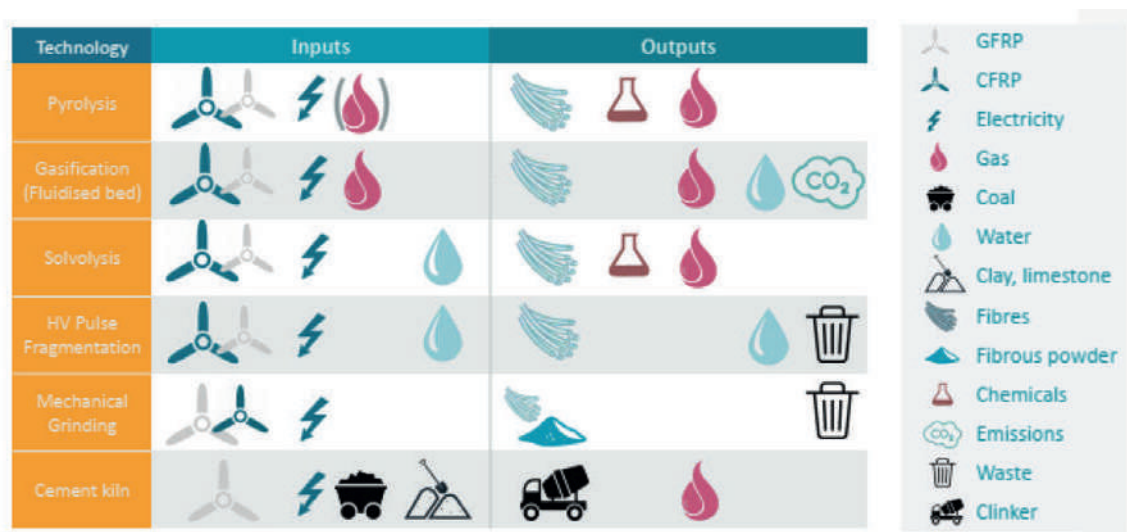 Technology Inputs Outputs
Pyrolysis
Gasification
(Fluidised bed)
CO₂
Solvolysis
HV Pulse
Fragmentation
Mechanical
Grinding
Cement kiln
GFRP
CFRP
Electricity
Gas
Coal
Water
Clay, limestone
Fibres
Fibrous powder
Chemicals
CO₂ Emissions
Waste
Clinker